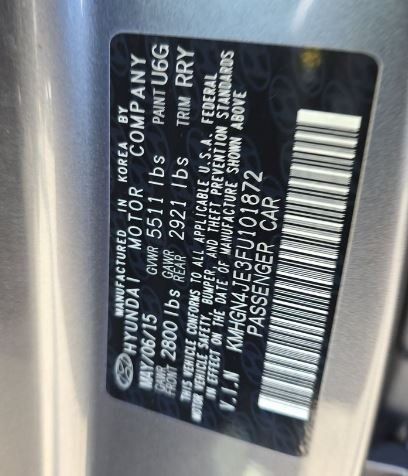 MANUFACTURED IN KOREA BY
HYUNDAI MOTOR COMPANY
MAY/06/15 GVWR 5511 lbs PAINT U6G
GAWR FRONT 2800 lbs GAWR REAR 2921 lbs TRIM RRY
THIS VEHICLE CONFORMS TO ALL APPLICABLE U.S.A. FEDERAL
MOTOR VEHICLE SAFETY, BUMPER, AND THEFT PREVENTION STANDARDS
IN EFFECT ON THE DATE OF MANUFACTURE SHOWN ABOVE
V.I.N KMHGN4JE3FU101872
PASSENGER CAR